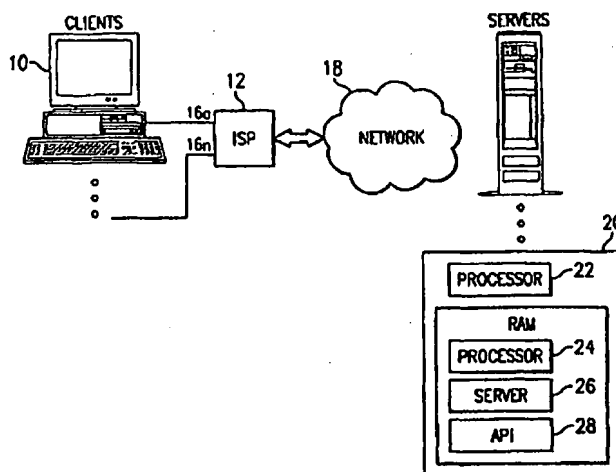 CLIENTS
SERVERS
10
12
18
16a
16n
ISP
NETWORK
20
PROCESSOR
22
RAM
PROCESSOR
24
SERVER
26
API
28